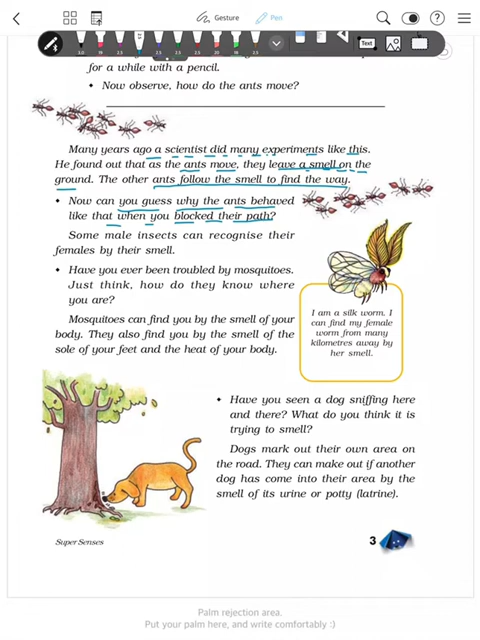 Gesture
Pen
Text
for a while with a pencil.
• Now observe, how do the ants move?
Many years ago a scientist did many experiments like this.
He found out that as the ants move, they leave a smell on the
ground. The other ants follow the smell to find the way.
• Now can you guess why the ants behaved
like that when you blocked their path?
Some male insects can recognise their
females by their smell.
• Have you ever been troubled by mosquitoes.
Just think, how do they know where
you are?
Mosquitoes can find you by the smell of your
body. They also find you by the smell of the
sole of your feet and the heat of your body.
I am a silk worm. I
can find my female
worm from many
kilometres away by
her smell.
• Have you seen a dog sniffing here
and there? What do you think it is
trying to smell?
Dogs mark out their own area on
the road. They can make out if another
dog has come into their area by the
smell of its urine or potty (latrine).
Super Senses
3
Palm rejection area.
Put your palm here, and write comfortably :)